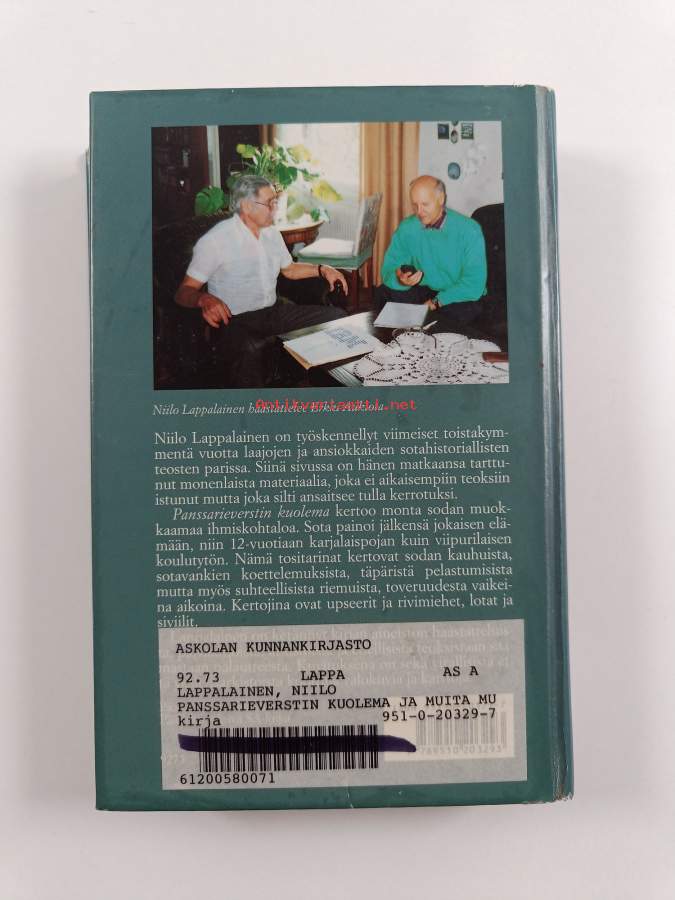 Niilo Lappalainen haastattelee Erkki
Antikvantiaatti.net
Niilo Lappalainen on työskennellyt viimeiset toistakym-
mentä vuotta laajojen ja ansiokkaiden sotahistoriallisten
teosten parissa. Siinä sivussa on hänen matkaansa tarttu-
nut monenlaista materiaalia, joka ei aikaisempiin teoksiin
istunut mutta joka silti ansaitsee tulla kerrotuksi.
Panssarieverstin kuolema kertoo monta sodan muok-
kaamaa ihmiskohtaloa. Sota painoi jälkensä jokaisen elä-
mään, niin 12-vuotiaan karjalaispojan kuin viipurilaisen
koulutytön. Nämä tositarinat kertovat sodan kauhuista,
sotavankien koettelemuksista, täpäristä pelastumisista
mutta myös suhteellisista riemuista, toveruudesta vaikei-
na aikoina. Kertojina ovat upseerit ja rivimiehet, lotat ja
siviilit.
ASKOLAN KUNNANKIRJASTO
92.73 LAPPA AS A
LAPPALAINEN, NIILO
PANSSARIEVERSTIN KUOLEMA JA MUITA MU
kirja 951-0-20329-7
61200580071